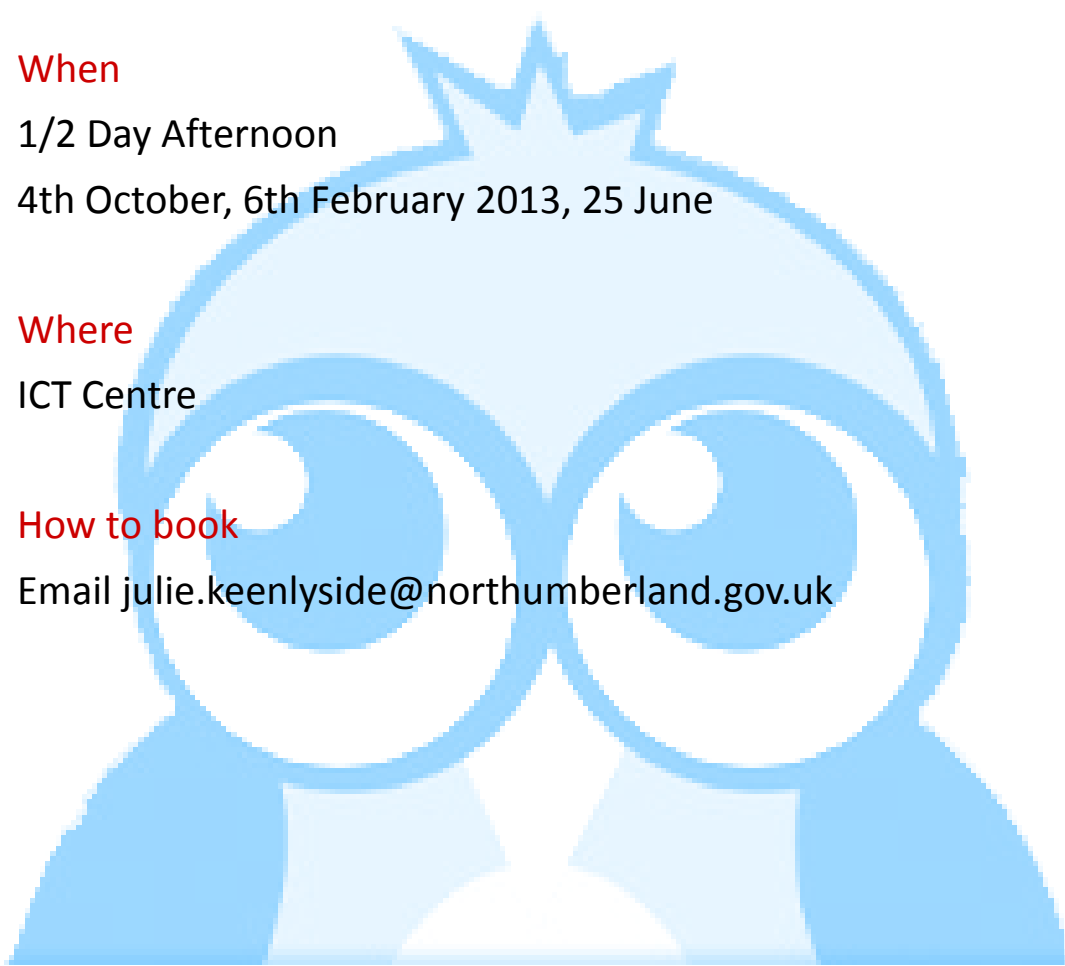 When
1/2 Day Afternoon
4th October, 6th February 2013, 25 June
Where
ICT Centre
How to book
Email julie.keenlyside@northumberland.gov.uk